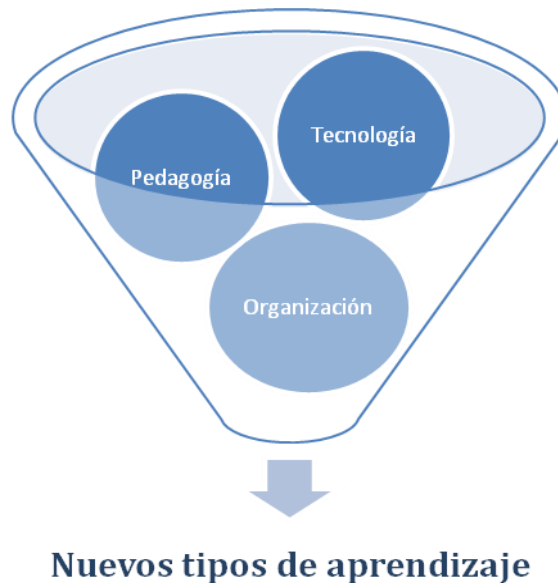 Tecnología
Pedagogía
Organización
Nuevos tipos de aprendizaje